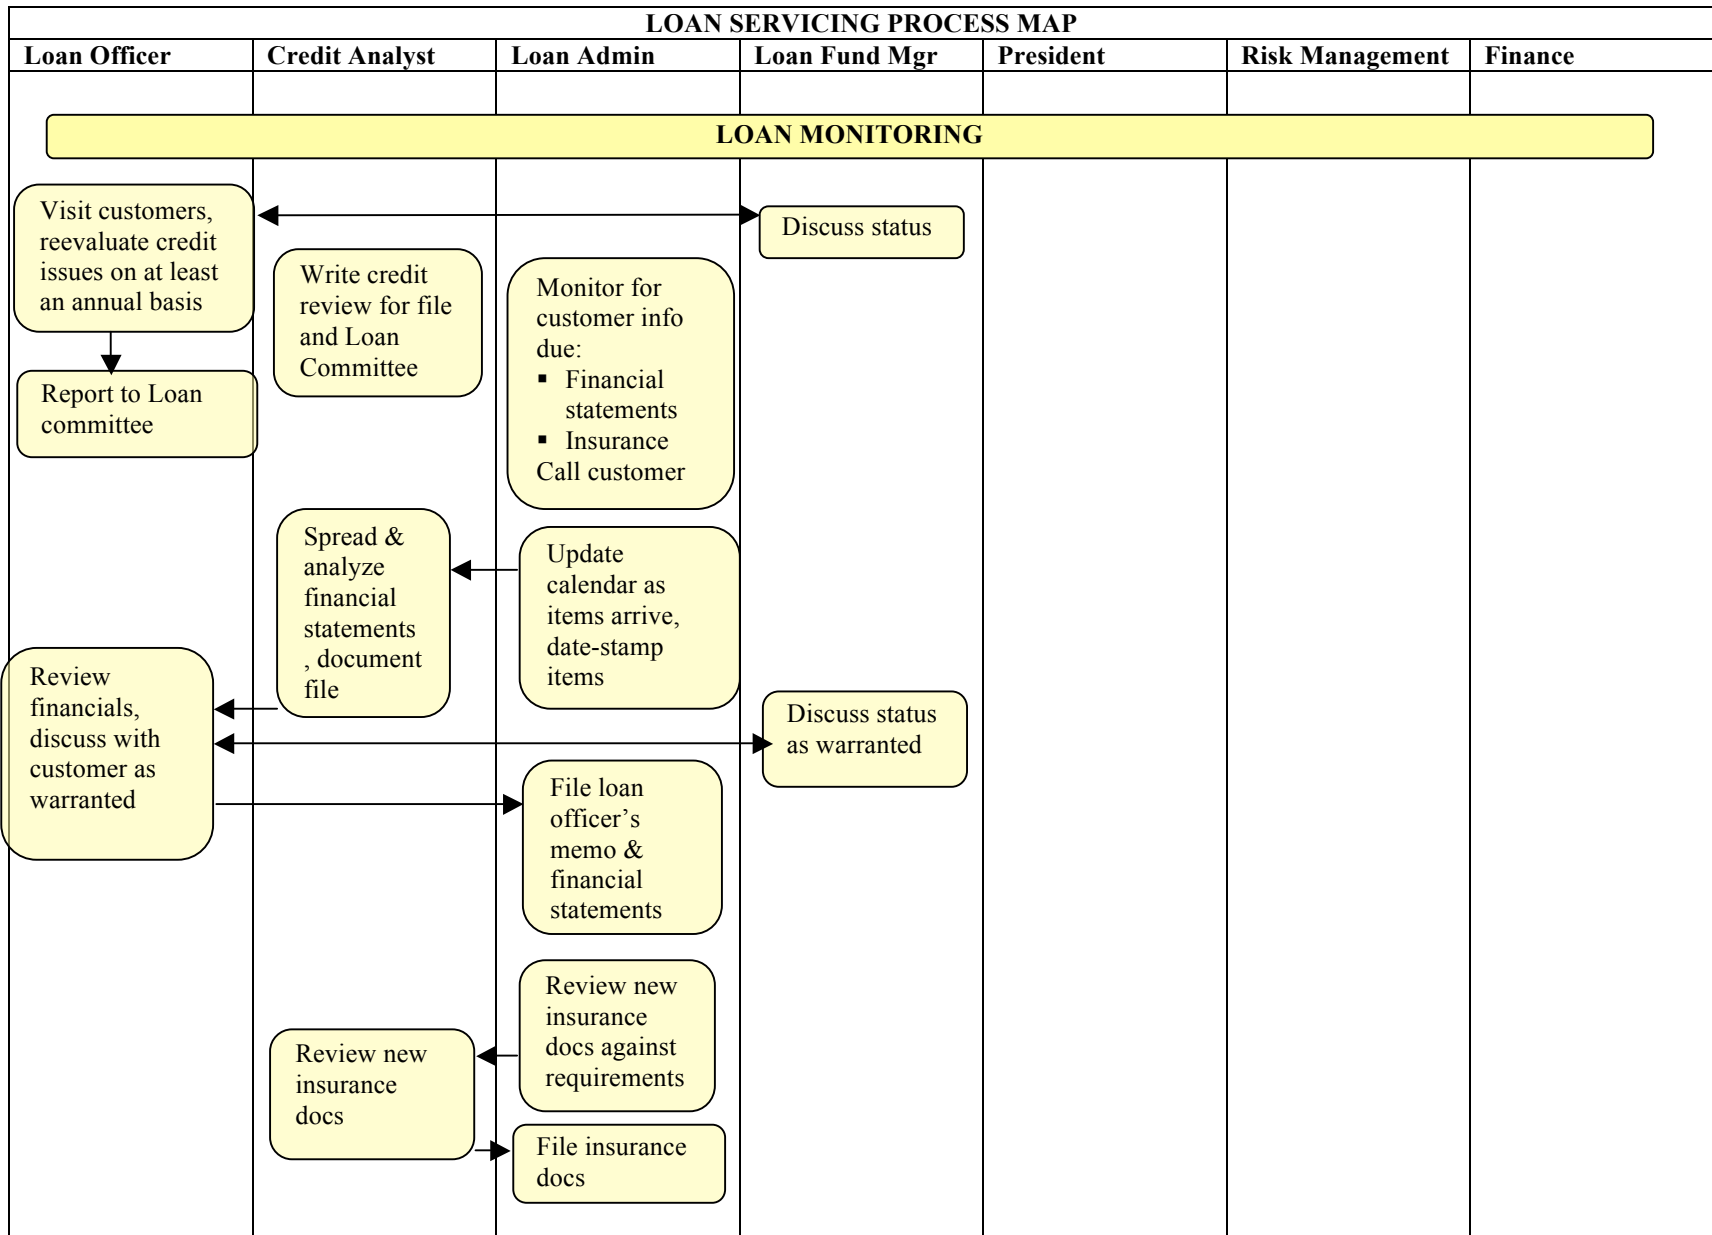 LOAN SERVICING PROCESS MAP
Loan Officer
Credit Analyst
Loan Admin
Loan Fund Mgr
President
Risk Management
Finance
LOAN MONITORING
Visit customers,
reevaluate credit
issues on at least
an annual basis
Discuss status
Write credit
review for file
and Loan
Committee
Monitor for
customer info
due:
▪ Financial
statements
▪ Insurance
Call customer
Report to Loan
committee
Spread &
analyze
financial
statements
, document
file
Update
calendar as
items arrive,
date-stamp
items
Review
financials,
discuss with
customer as
warranted
Discuss status
as warranted
File loan
officer’s
memo &
financial
statements
Review new
insurance
docs against
requirements
Review new
insurance
docs
File insurance
docs